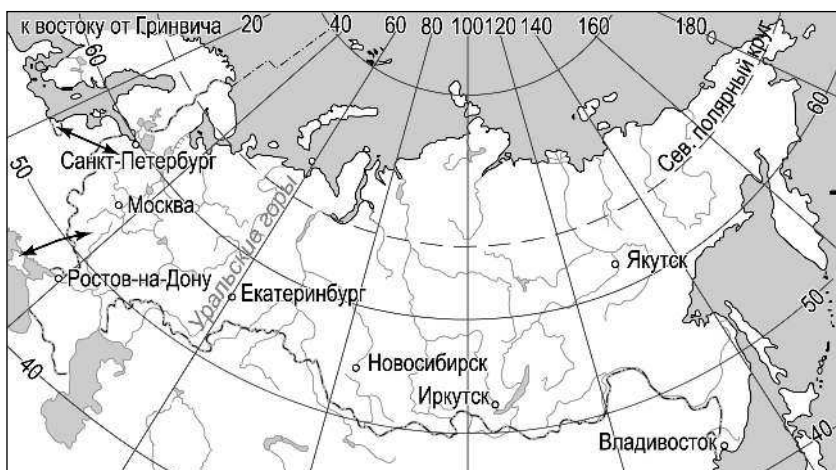 к востоку от Гринвича 20 40 60 80 100 120 140 160 180
60
Сев. полярный круг
60
50
Санкт-Петербург
Москва
Ростов-на-Дону
Уральские горы
Екатеринбург
Якутск
50
40
Новосибирск
Иркутск
Владивосток
40